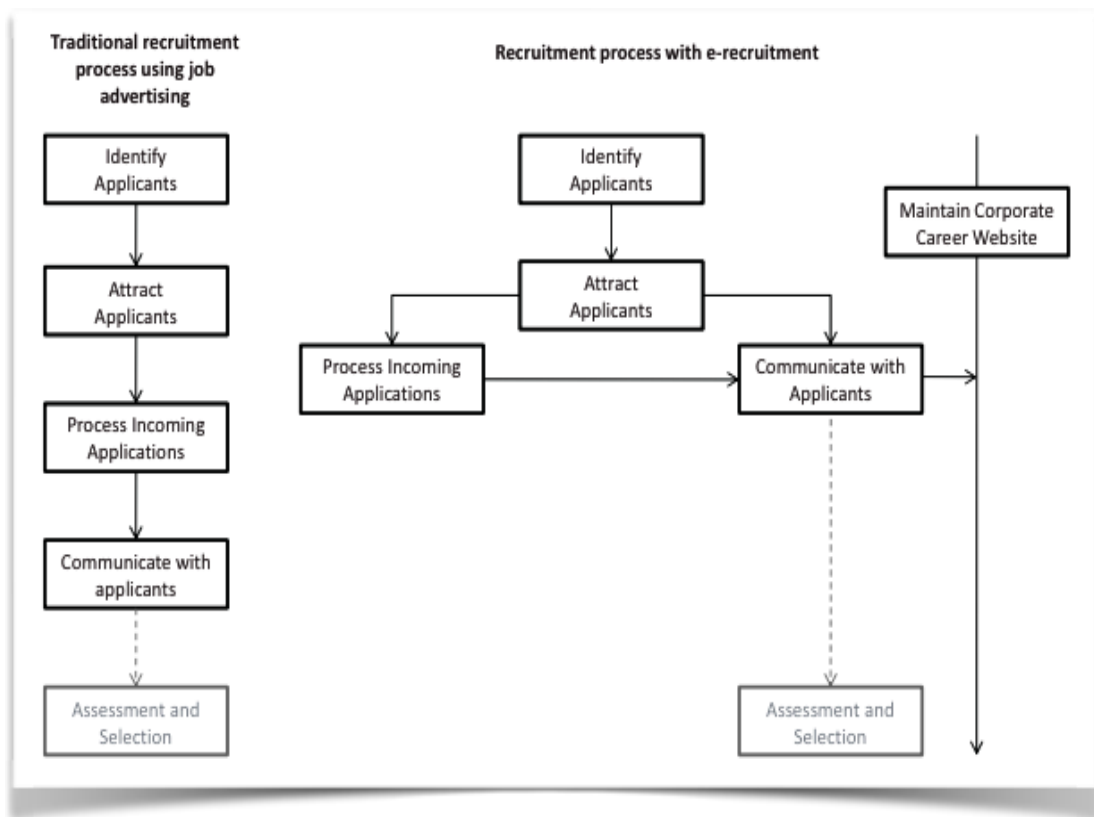 Traditional recruitment
process using job
advertising
Identify
Applicants
Attract
Applicants
Process Incoming
Applications
Communicate with
applicants
Assessment and
Selection
Recruitment process with e-recruitment
Identify
Applicants
Maintain Corporate
Career Website
Attract
Applicants
Process Incoming
Applications
Communicate with
Applicants
Assessment and
Selection